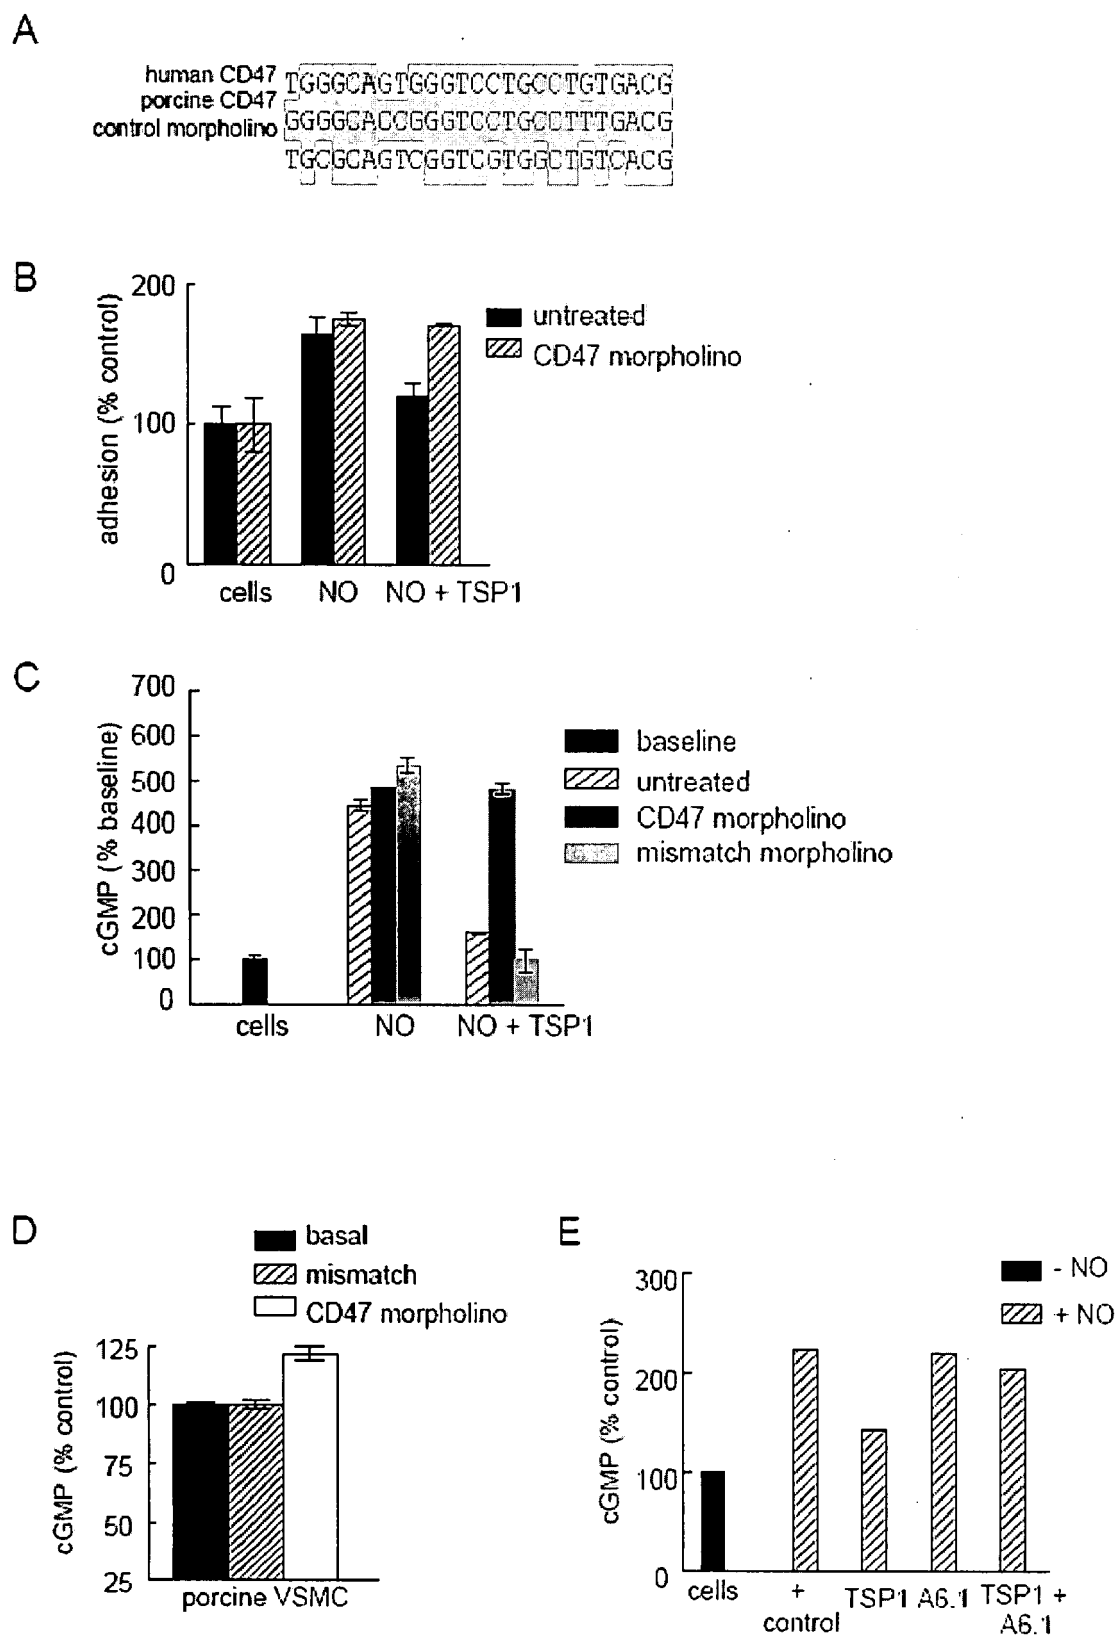 A
human CD47
porcine CD47
control morpholino
TGGGCAGTGGGTCCTGCCTGTGACG
GGGGCACCGGGTCCTGCCTTTGACG
TGCGCAGTCGGTCGTGGCTGTCACG
B
adhesion (% control)
200
100
0
cells
NO
NO + TSP1
untreated
CD47 morpholino
C
cGMP (% baseline)
700
600
500
400
300
200
100
0
cells
NO
NO + TSP1
baseline
untreated
CD47 morpholino
mismatch morpholino
D
basal
mismatch
CD47 morpholino
cGMP (% control)
125
100
75
50
25
porcine VSMC
E
- NO
+ NO
cGMP (% control)
300
200
100
0
cells
+
control
TSP1
A6.1
TSP1 +
A6.1